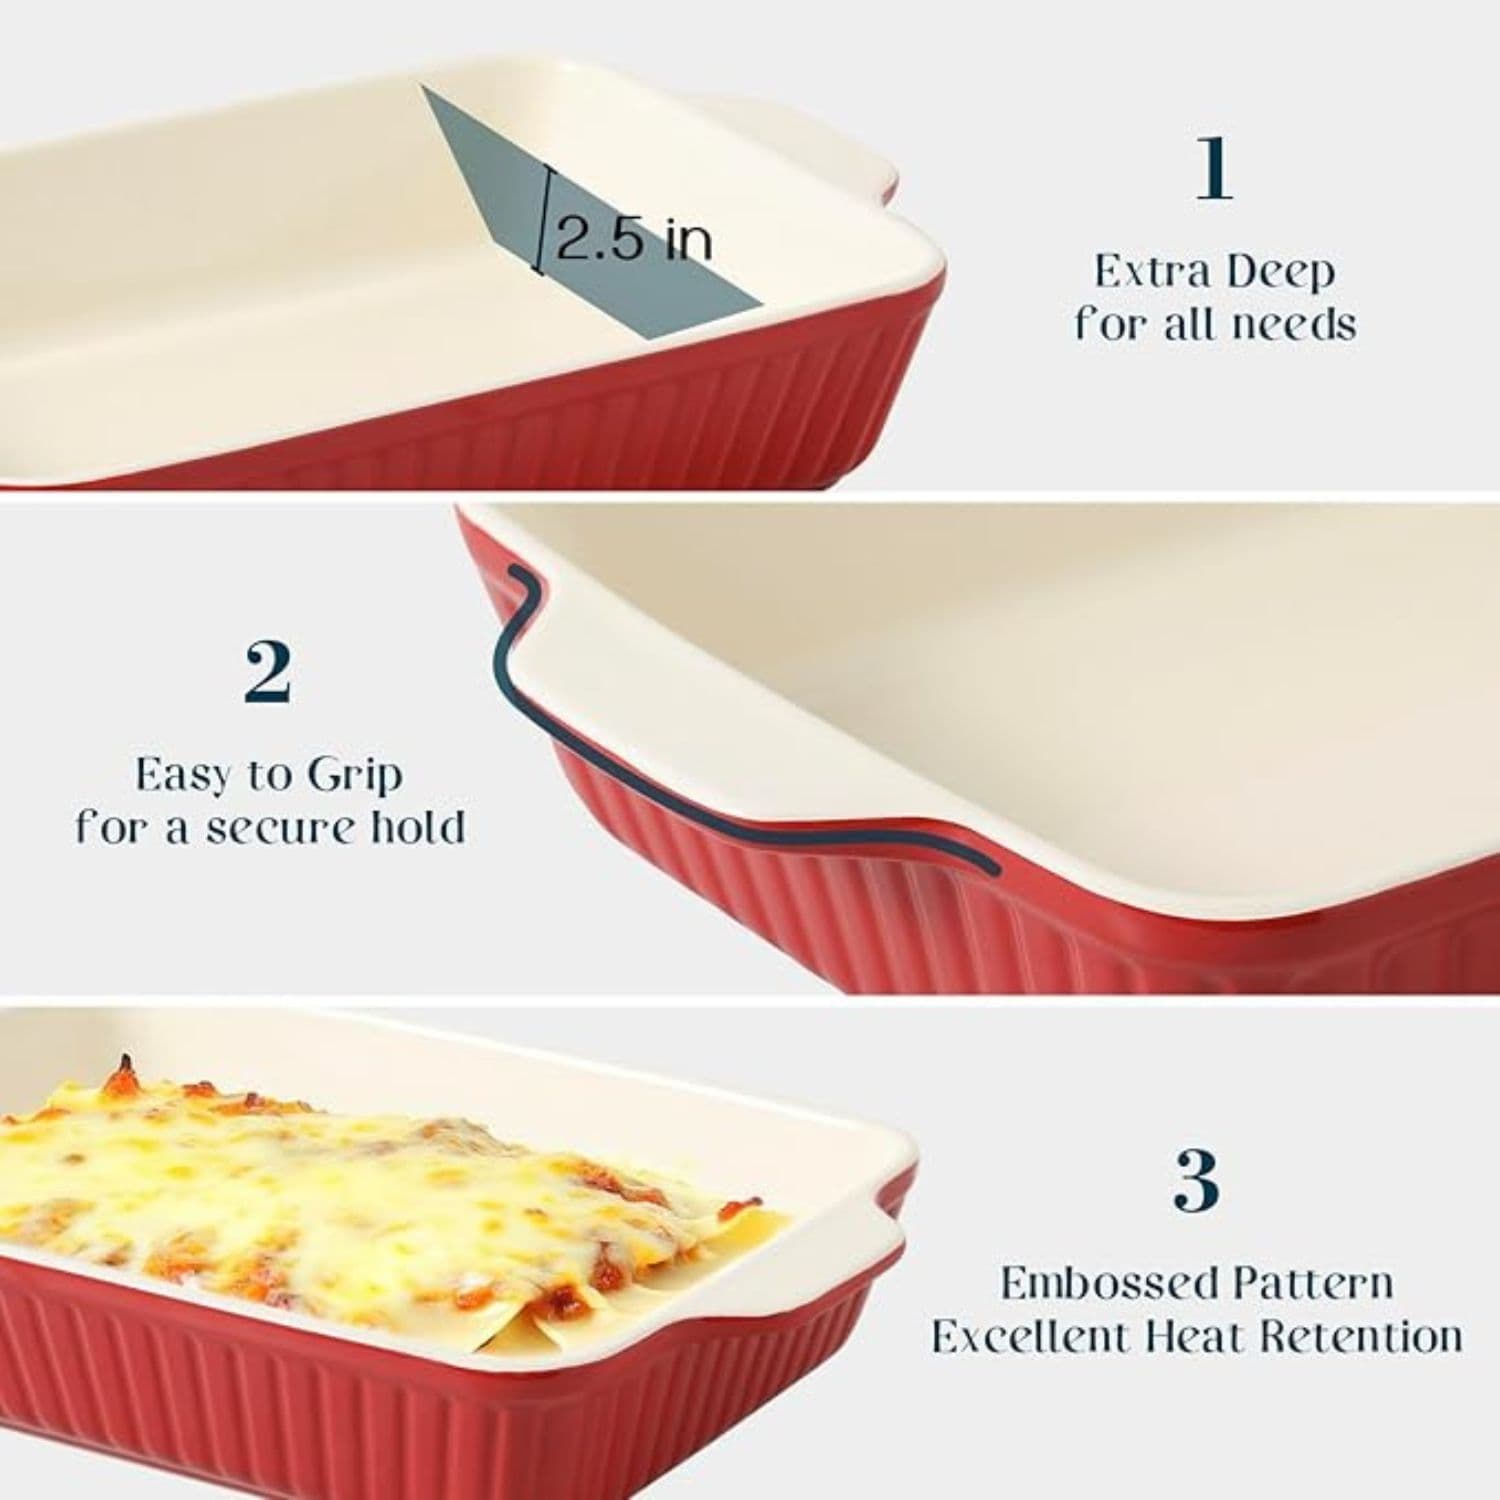 2.5 in
1
Extra Deep
for all needs
2
Easy to Grip
for a secure hold
3
Embossed Pattern
Excellent Heat Retention